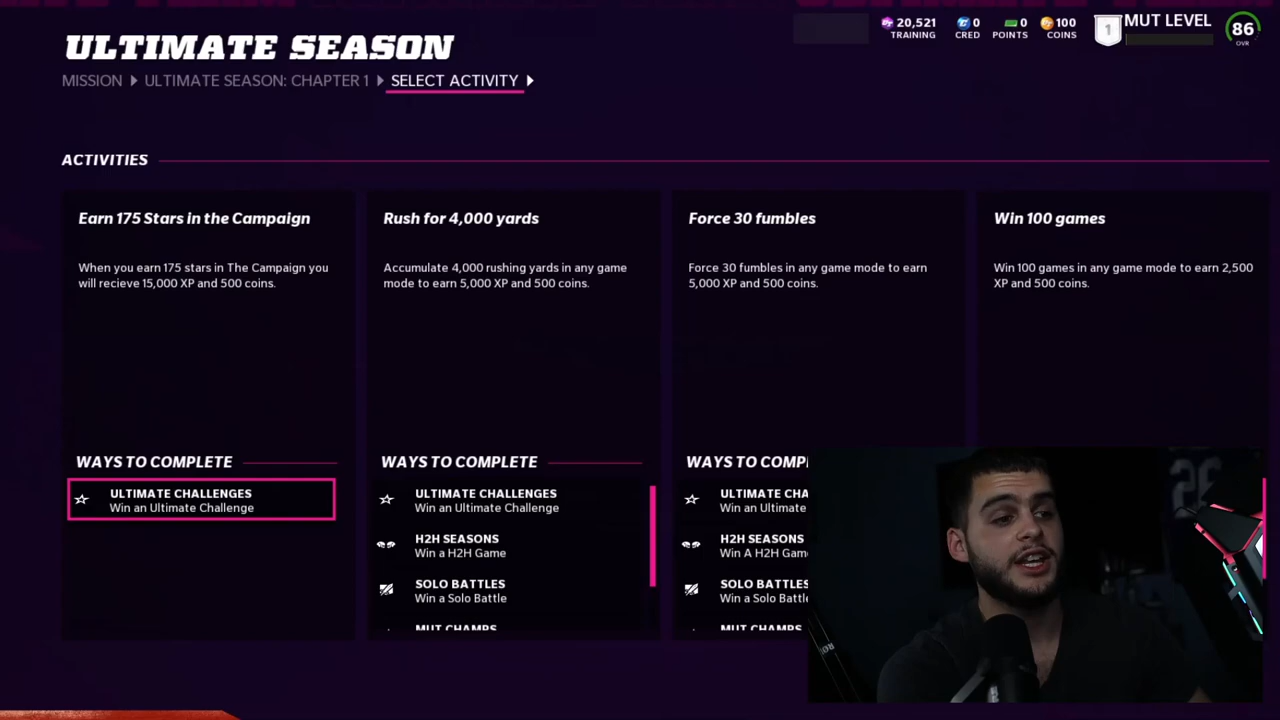 ULTIMATE SEASON
20,521
TRAINING
0
CRED
0
POINTS
100
COINS
1
MUT LEVEL
86
OVR
MISSION ULTIMATE SEASON: CHAPTER 1 SELECT ACTIVITY
ACTIVITIES
Earn 175 Stars in the Campaign
When you earn 175 stars in The Campaign you
will recieve 15,000 XP and 500 coins.
WAYS TO COMPLETE
ULTIMATE CHALLENGES
Win an Ultimate Challenge
Rush for 4,000 yards
Accumulate 4,000 rushing yards in any game
mode to earn 5,000 XP and 500 coins.
WAYS TO COMPLETE
ULTIMATE CHALLENGES
Win an Ultimate Challenge
H2H SEASONS
Win a H2H Game
SOLO BATTLES
Win a Solo Battle
MUT CHAMPS
Force 30 fumbles
Force 30 fumbles in any game mode to earn
5,000 XP and 500 coins.
WAYS TO COMPL
ULTIMATE CHA
Win an Ultimate
H2H SEASONS
Win A H2H Gam
SOLO BATTLES
Win a Solo Battle
MUT CHAMPS
Win 100 games
Win 100 games in any game mode to earn 2,500
XP and 500 coins.
26